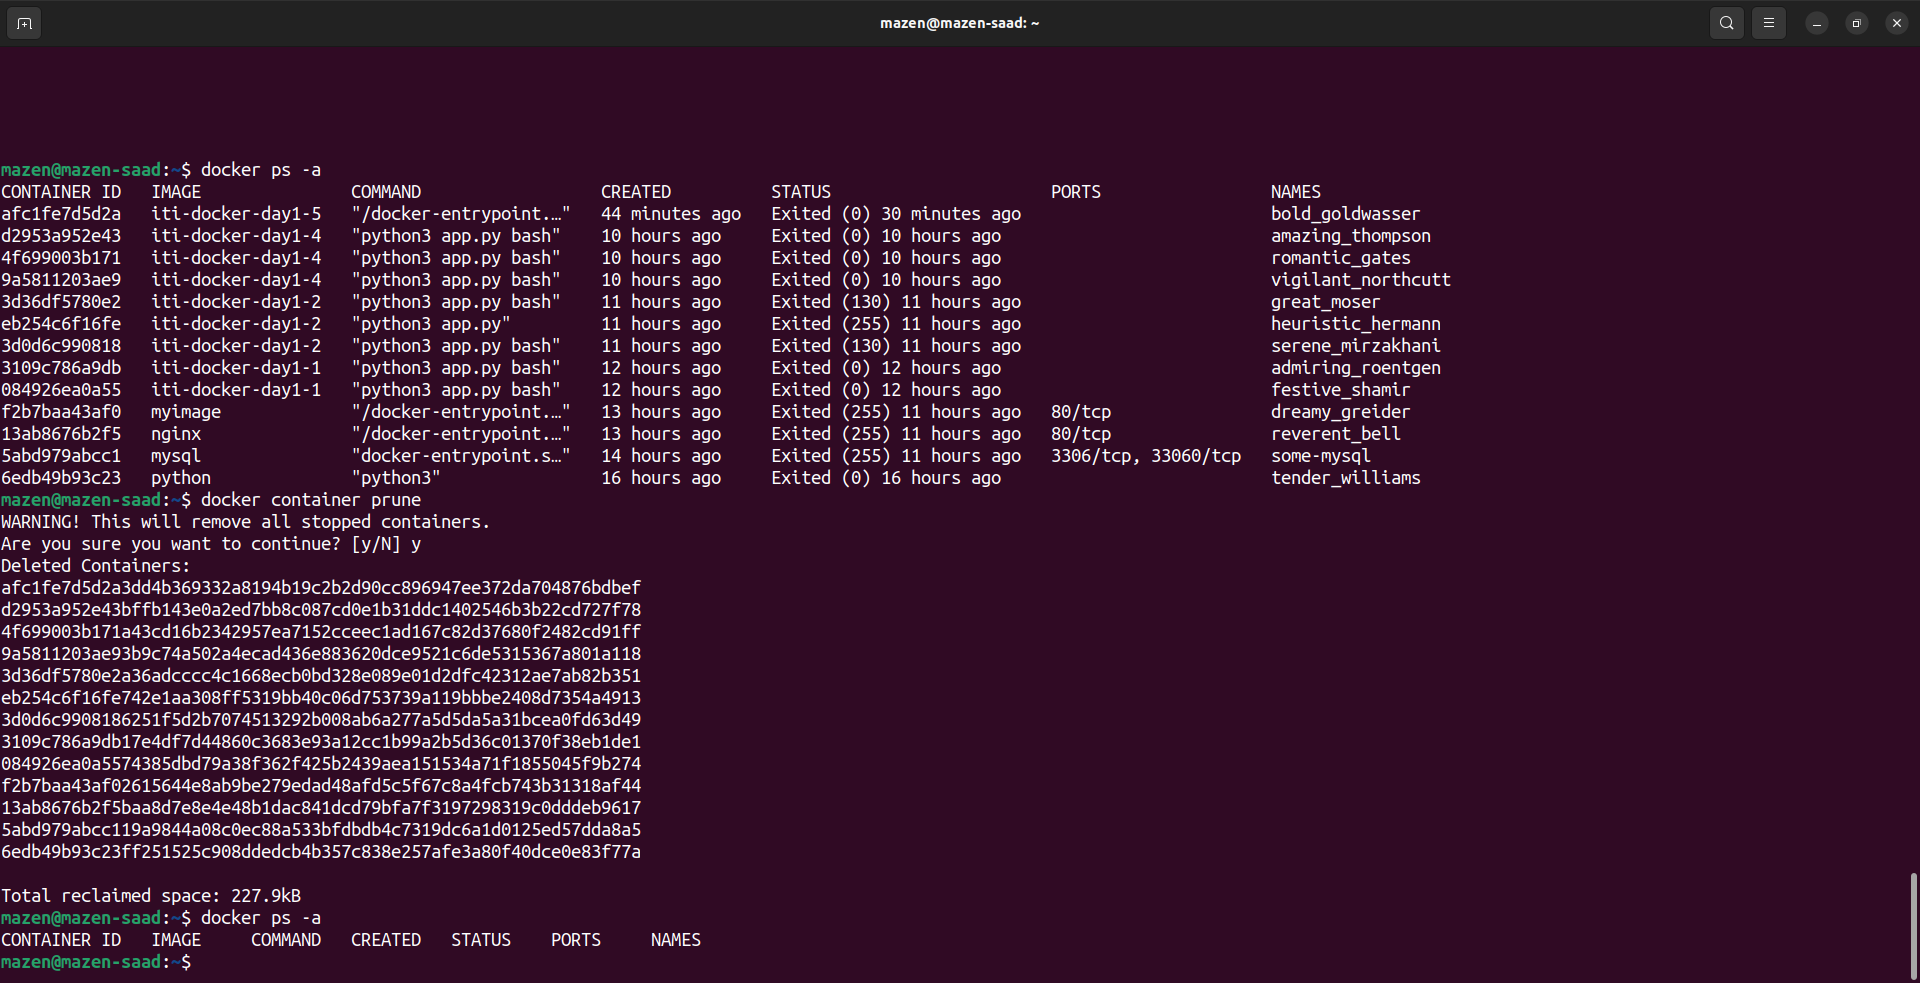 mazen@mazen-saad: ~
mazen@mazen-saad:~$ docker ps -a
CONTAINER ID   IMAGE               COMMAND                  CREATED          STATUS                      PORTS                 NAMES
afc1fe7d5d2a   iti-docker-day1-5   "/docker-entrypoint.…"   44 minutes ago   Exited (0) 30 minutes ago                         bold_goldwasser
d2953a952e43   iti-docker-day1-4   "python3 app.py bash"    10 hours ago     Exited (0) 10 hours ago                           amazing_thompson
4f699003b171   iti-docker-day1-4   "python3 app.py bash"    10 hours ago     Exited (0) 10 hours ago                           romantic_gates
9a5811203ae9   iti-docker-day1-4   "python3 app.py bash"    10 hours ago     Exited (0) 10 hours ago                           vigilant_northcutt
3d36df5780e2   iti-docker-day1-2   "python3 app.py bash"    11 hours ago     Exited (130) 11 hours ago                         great_moser
eb254c6f16fe   iti-docker-day1-2   "python3 app.py"         11 hours ago     Exited (255) 11 hours ago                         heuristic_hermann
3d0d6c990818   iti-docker-day1-2   "python3 app.py bash"    11 hours ago     Exited (130) 11 hours ago                         serene_mirzakhani
3109c786a9db   iti-docker-day1-1   "python3 app.py bash"    12 hours ago     Exited (0) 12 hours ago                           admiring_roentgen
084926ea0a55   iti-docker-day1-1   "python3 app.py bash"    12 hours ago     Exited (0) 12 hours ago                           festive_shamir
f2b7baa43af0   myimage             "/docker-entrypoint.…"   13 hours ago     Exited (255) 11 hours ago   80/tcp                dreamy_greider
13ab8676b2f5   nginx               "/docker-entrypoint.…"   13 hours ago     Exited (255) 11 hours ago   80/tcp                reverent_bell
5abd979abcc1   mysql               "docker-entrypoint.s…"   14 hours ago     Exited (255) 11 hours ago   3306/tcp, 33060/tcp   some-mysql
6edb49b93c23   python              "python3"                16 hours ago     Exited (0) 16 hours ago                           tender_williams
mazen@mazen-saad:~$ docker container prune
WARNING! This will remove all stopped containers.
Are you sure you want to continue? [y/N] y
Deleted Containers:
afc1fe7d5d2a3dd4b369332a8194b19c2b2d90cc896947ee372da704876bdbef
d2953a952e43bffb143e0a2ed7bb8c087cd0e1b31ddc1402546b3b22cd727f78
4f699003b171a43cd16b2342957ea7152cceec1ad167c82d37680f2482cd91ff
9a5811203ae93b9c74a502a4ecad436e883620dce9521c6de5315367a801a118
3d36df5780e2a36adcccc4c1668ecb0bd328e089e01d2dfc42312ae7ab82b351
eb254c6f16fe742e1aa308ff5319bb40c06d753739a119bbbe2408d7354a4913
3d0d6c9908186251f5d2b7074513292b008ab6a277a5d5da5a31bcea0fd63d49
3109c786a9db17e4df7d44860c3683e93a12cc1b99a2b5d36c01370f38eb1de1
084926ea0a5574385dbd79a38f362f425b2439aea151534a71f1855045f9b274
f2b7baa43af02615644e8ab9be279edad48afd5c5f67c8a4fcb743b31318af44
13ab8676b2f5baa8d7e8e4e48b1dac841dcd79bfa7f3197298319c0dddeb9617
5abd979abcc119a9844a08c0ec88a533bfdbdb4c7319dc6a1d0125ed57dda8a5
6edb49b93c23ff251525c908ddedcb4b357c838e257afe3a80f40dce0e83f77a
Total reclaimed space: 227.9kB
mazen@mazen-saad:~$ docker ps -a
CONTAINER ID   IMAGE     COMMAND   CREATED   STATUS    PORTS     NAMES
mazen@mazen-saad:~$